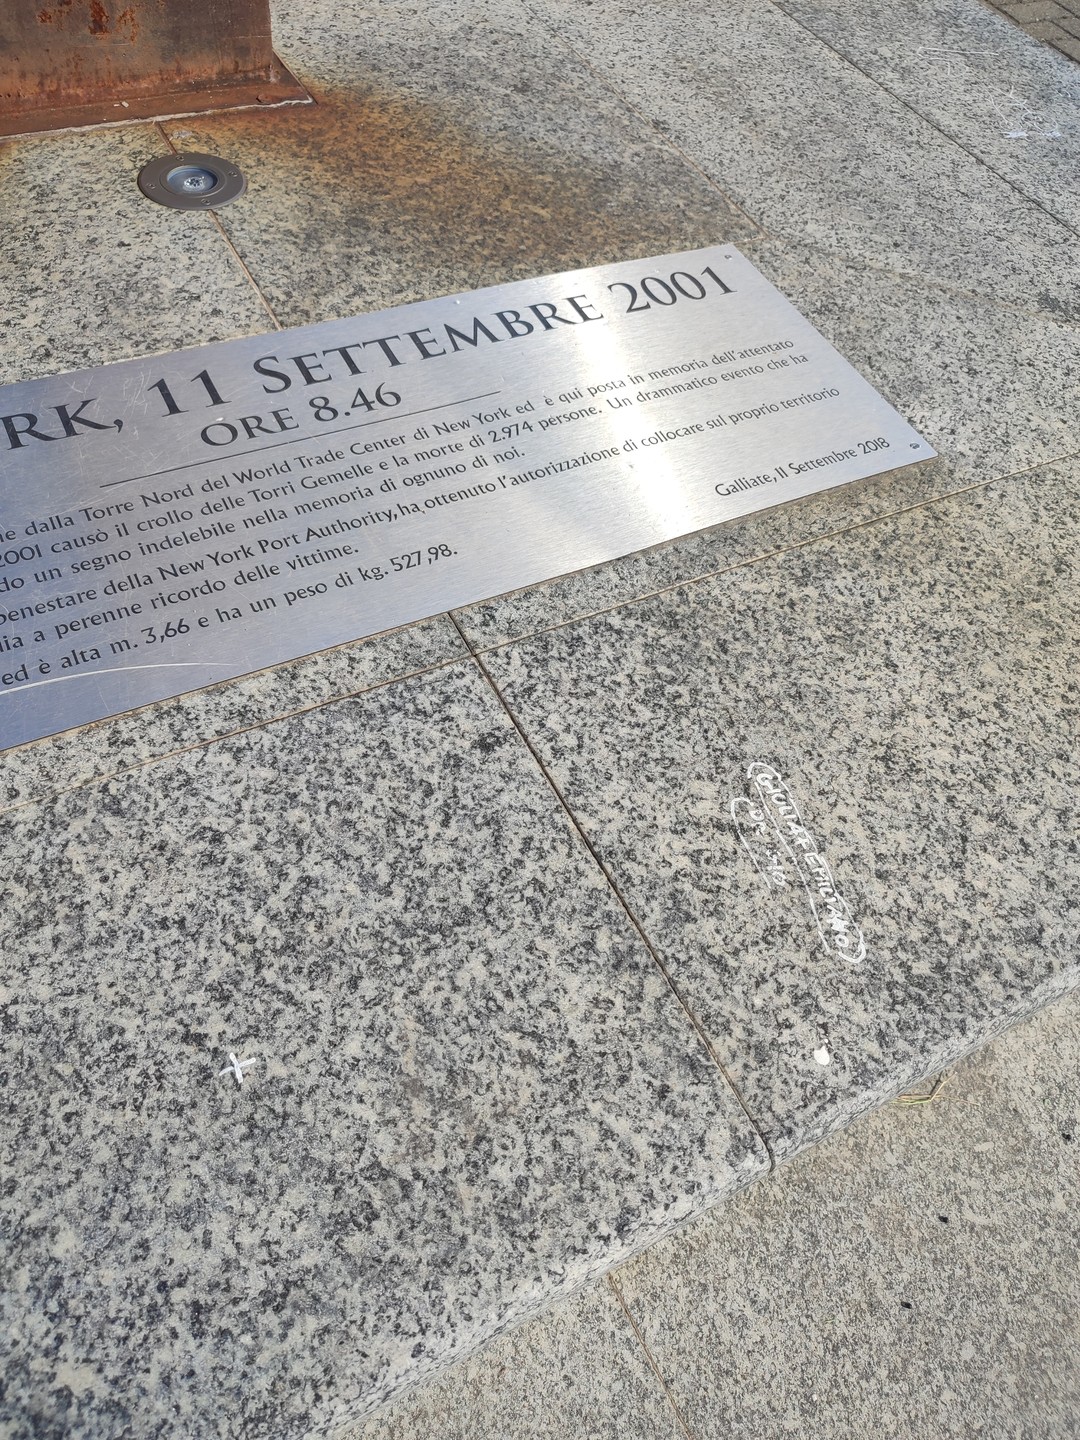 RK, 11 SETTEMBRE 2001
ORE 8.46
ie dalla Torre Nord del World Trade Center di New York ed è qui posta in memoria dell'attentato
2001 causò il crollo delle Torri Gemelle e la morte di 2.974 persone. Un drammatico evento che ha
do un segno indelebile nella memoria di ognuno di noi.
benestare della New York Port Authority, ha ottenuto l'autorizzazione di collocare sul proprio territorio
lia a perenne ricordo delle vittime.
ed è alta m. 3,66 e ha un peso di kg. 527,98.
Galliate, 11 Settembre 2018